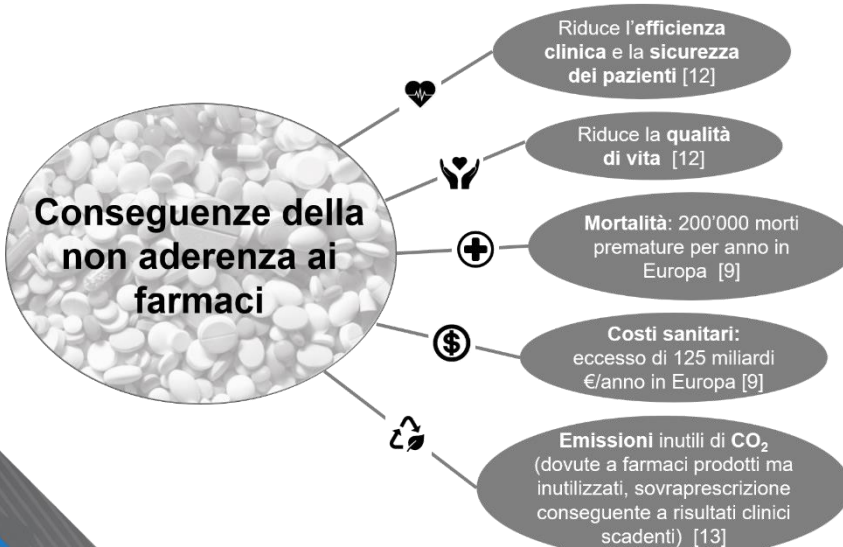 Conseguenze della
non aderenza ai
farmaci
Riduce l'efficienza
clinica e la sicurezza
dei pazienti [12]
Riduce la qualità
di vita [12]
Mortalità: 200'000 morti
premature per anno in
Europa [9]
Costi sanitari:
eccesso di 125 miliardi
€/anno in Europa [9]
Emissioni inutili di CO₂
(dovute a farmaci prodotti ma
inutilizzati, sovraprescrizione
conseguente a risultati clinici
scadenti) [13]